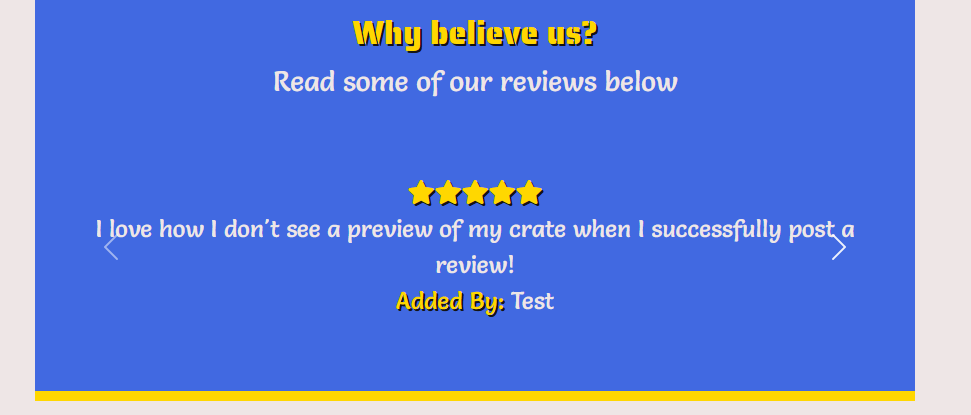 Why believe us?
Read some of our reviews below
I love how I don't see a preview of my crate when I successfully post a
review!
Added By: Test